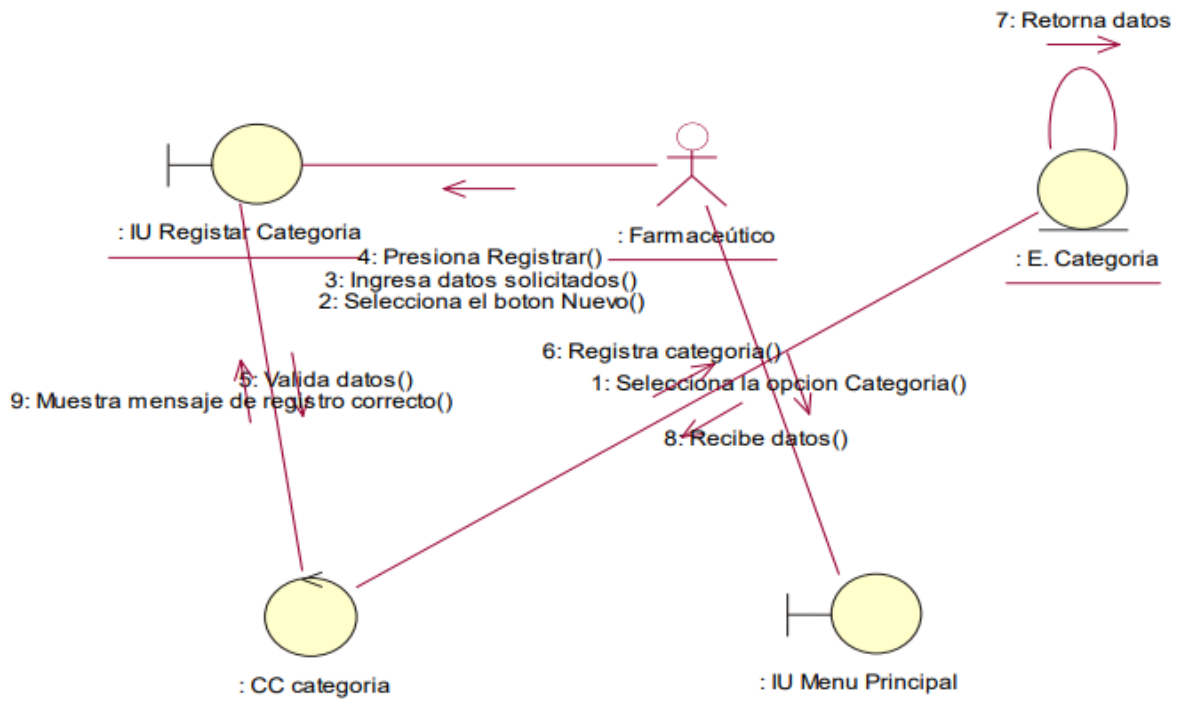 7: Retorna datos
: IU Registar Categoria
: Farmaceútico
: E. Categoria
4: Presiona Registrar()
3: Ingresa datos solicitados()
2: Selecciona el boton Nuevo()
6: Registra categoria()
5: Valida datos()
1: Selecciona la opcion Categoria()
9: Muestra mensaje de registro correcto()
8: Recibe datos()
: CC categoria
: IU Menu Principal